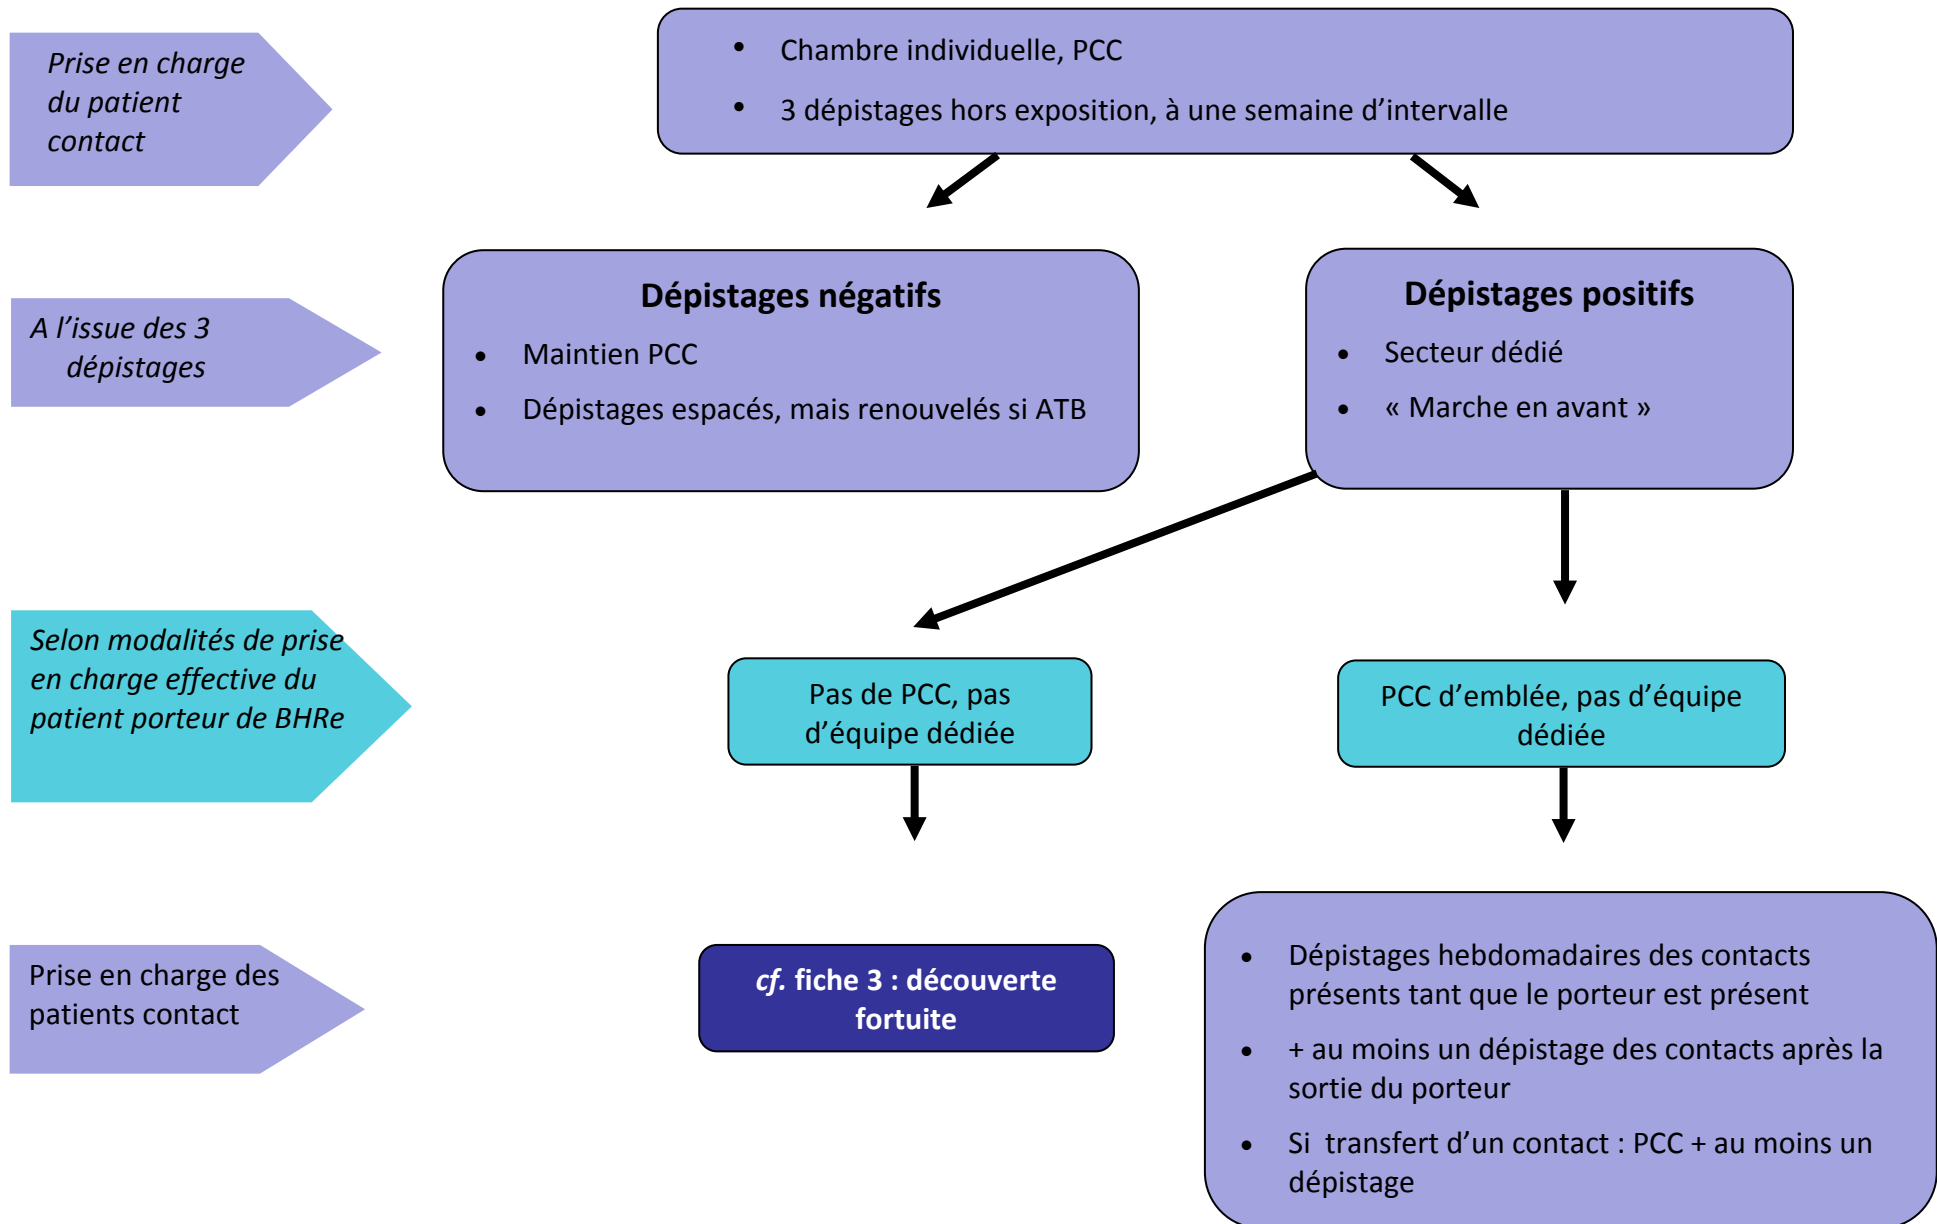 Prise en charge
du patient
contact
• Chambre individuelle, PCC
• 3 dépistages hors exposition, à une semaine d’intervalle
A l’issue des 3
dépistages
Dépistages négatifs
• Maintien PCC
• Dépistages espacés, mais renouvelés si ATB
Dépistages positifs
• Secteur dédié
• « Marche en avant »
Selon modalités de prise
en charge effective du
patient porteur de BHRe
Pas de PCC, pas
d’équipe dédiée
PCC d’emblée, pas d’équipe
dédiée
Prise en charge des
patients contact
cf. fiche 3 : découverte
fortuite
• Dépistages hebdomadaires des contacts
présents tant que le porteur est présent
• + au moins un dépistage des contacts après la
sortie du porteur
• Si transfert d’un contact : PCC + au moins un
dépistage